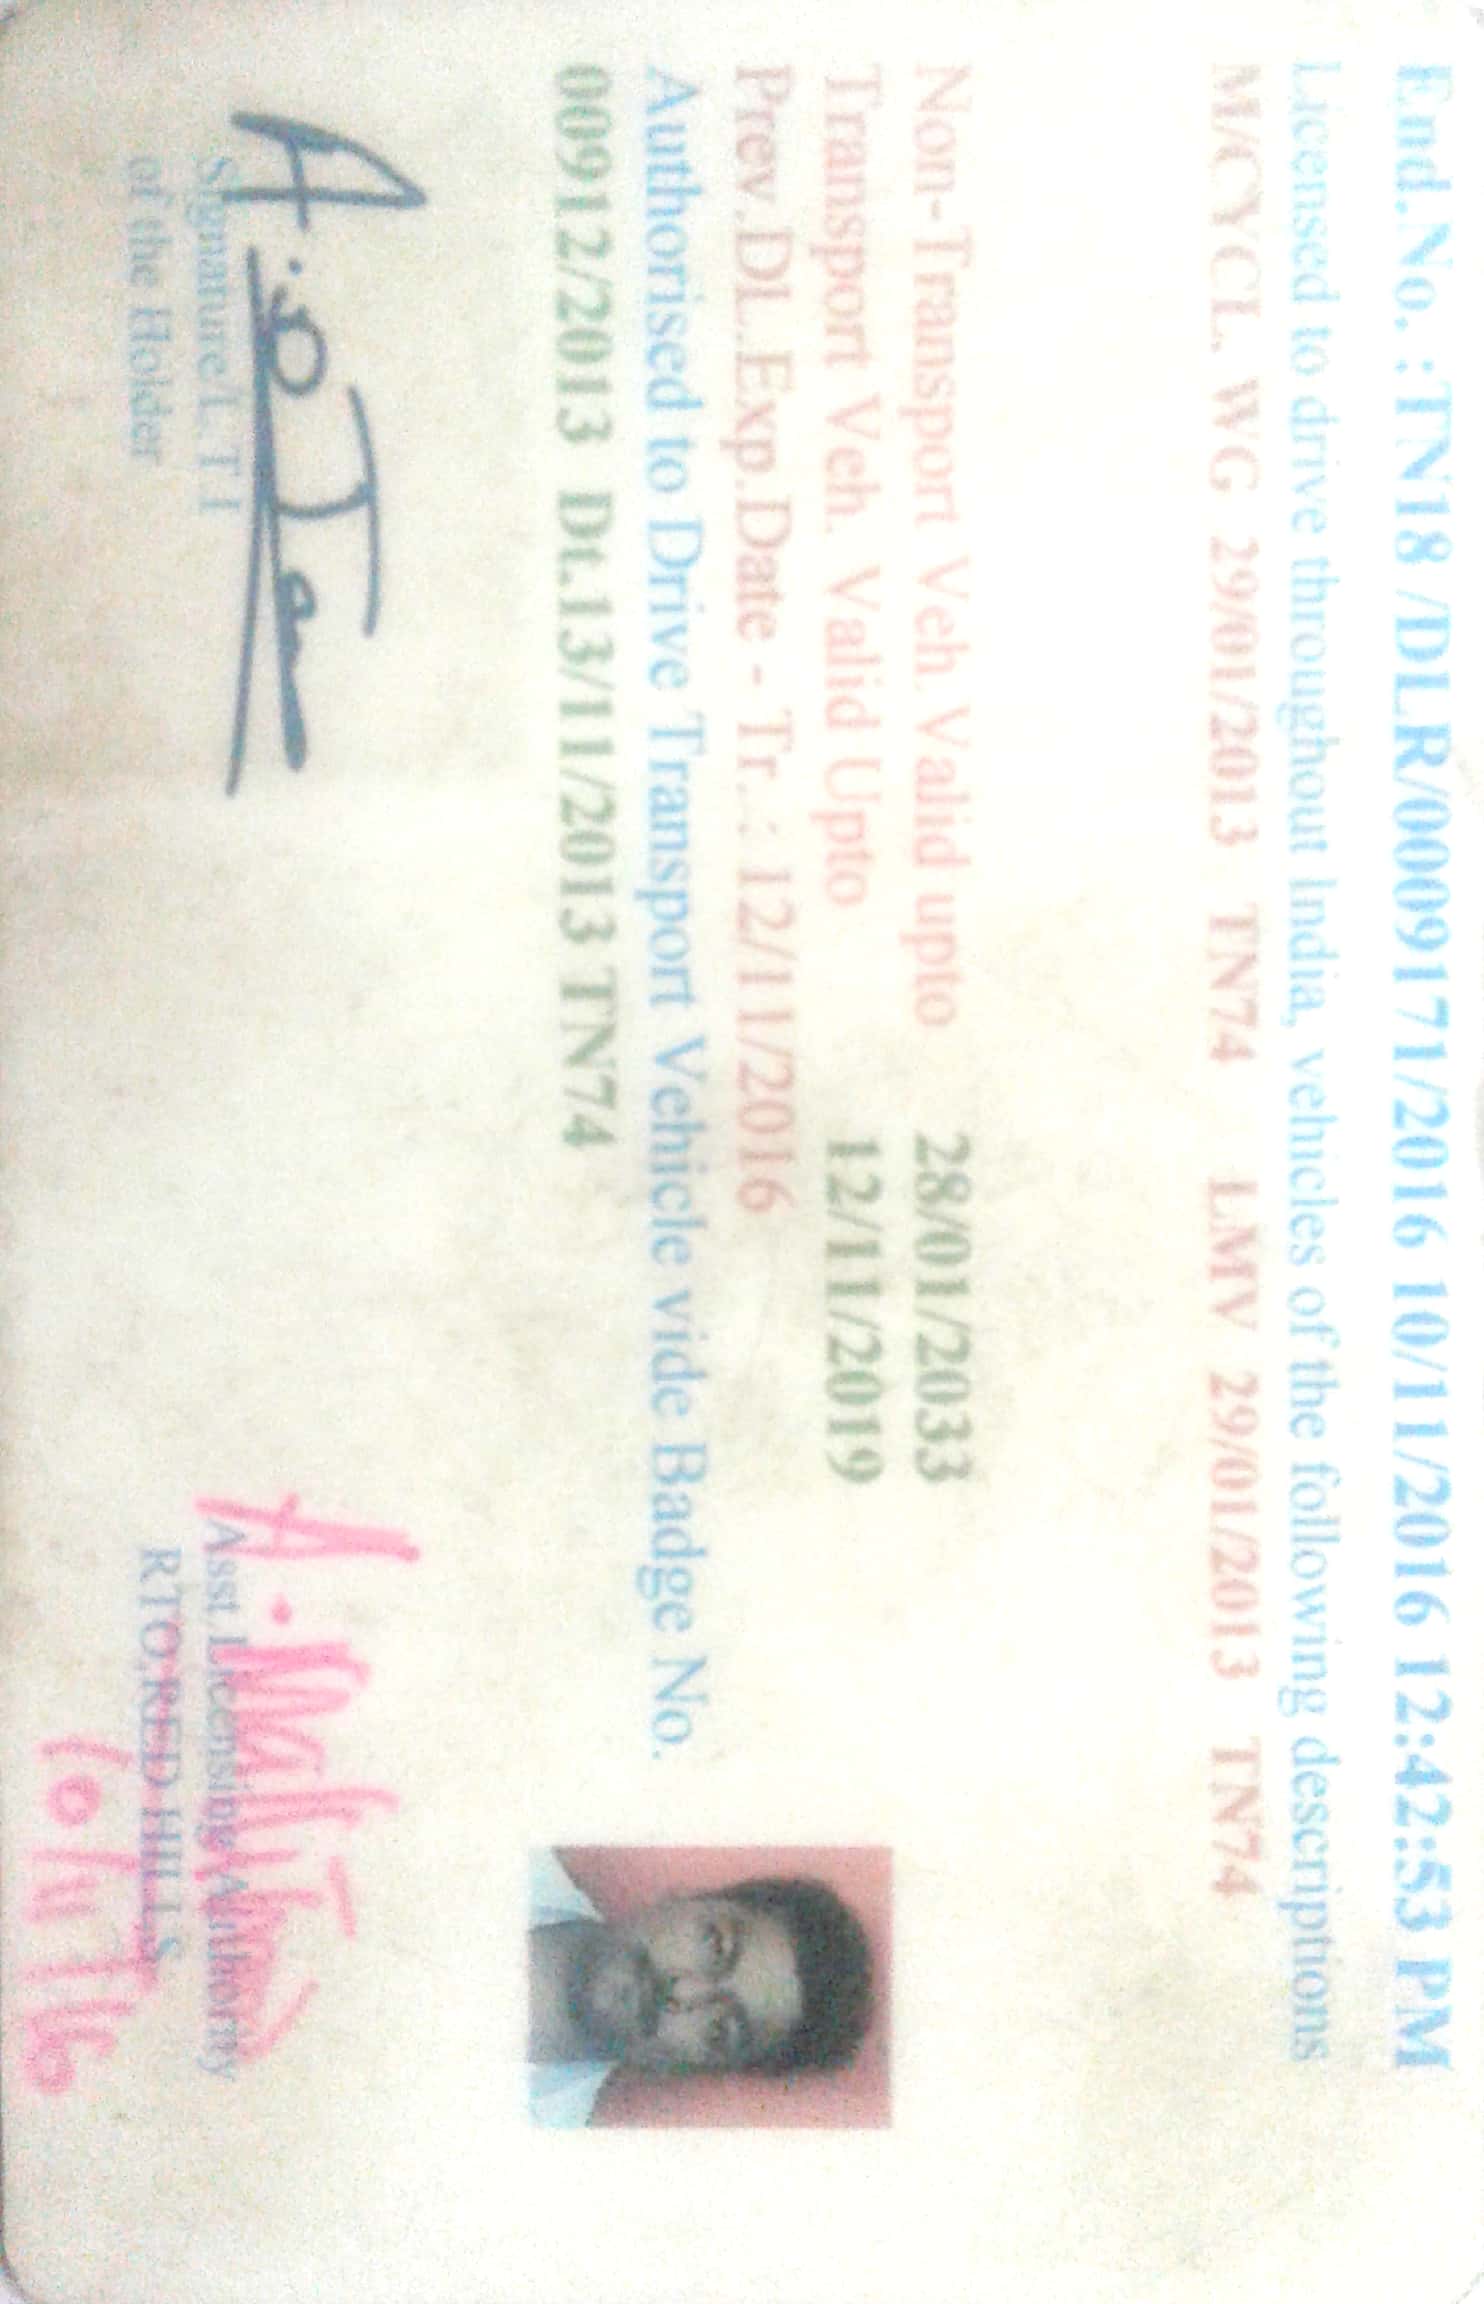 End.No. :TN18 /DLR/0009171/2016 10/11/2016 12:42:53 PM
Licensed to drive throughout India, vehicles of the following descriptions
M/CYCL. WG 29/01/2013 TN74 LMV 29/01/2013 TN74
Non-Transport Veh. Valid upto 28/01/2033
Transport Veh. Valid Upto 12/11/2019
Prev.DL.Exp.Date - Tr. : 12/11/2016
Authorised to Drive Transport Vehicle vide Badge No.
00912/2013 Dt.13/11/2013 TN74
Signature/L.T.I
of the Holder
Asst. Licensing Authority
RTO,RED HILLS
10/11/16